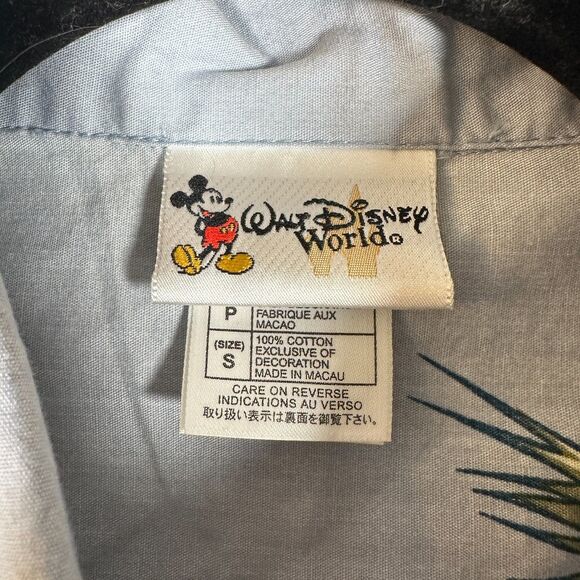 WALT DISNEY
World®
P
FABRIQUE AUX
MACAO
(SIZE)
S
100% COTTON
EXCLUSIVE OF
DECORATION
MADE IN MACAU
CARE ON REVERSE
INDICATIONS AU VERSO
取り扱い表示は裏面を御覧下さい。